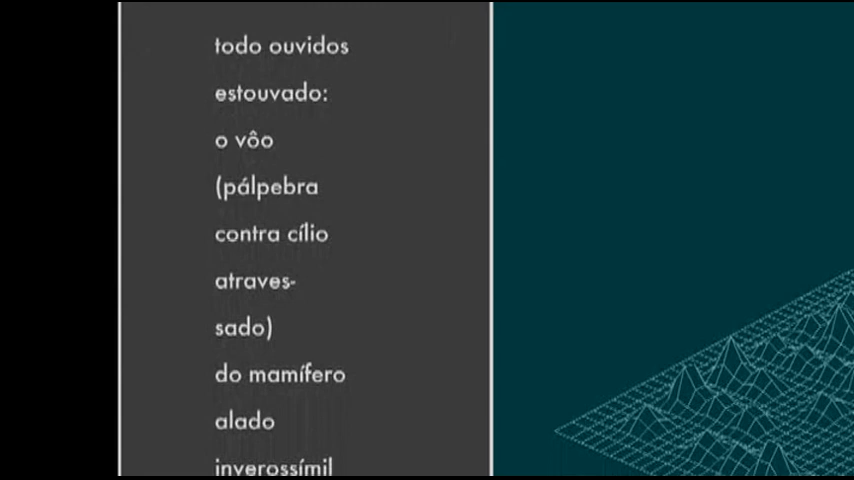 todo ouvidos
estouvado:
o vôo
(pálpebra
contra cílio
atraves-
sado)
do mamífero
alado
inverossímil